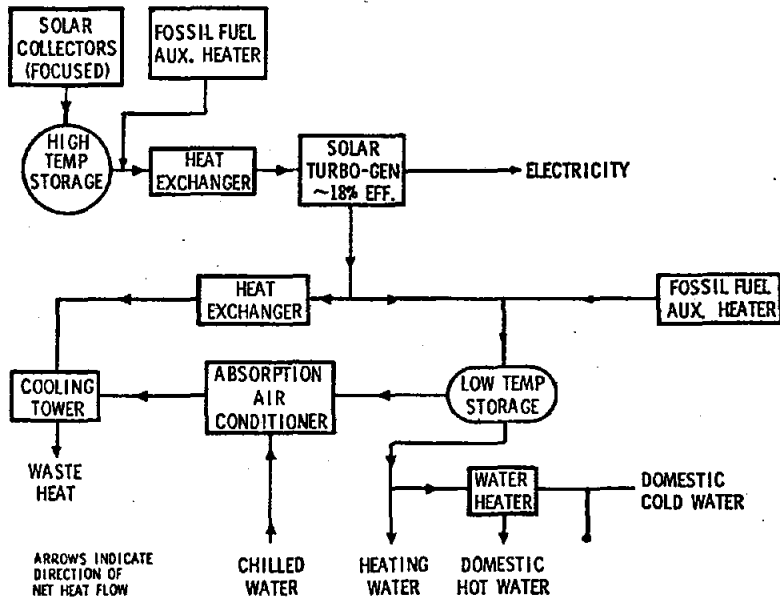 SOLAR
COLLECTORS
(FOCUSED)
FOSSIL FUEL
AUX. HEATER
HIGH
TEMP
STORAGE
HEAT
EXCHANGER
SOLAR
TURBO-GEN
~18% EFF.
ELECTRICITY
HEAT
EXCHANGER
FOSSIL FUEL
AUX. HEATER
COOLING
TOWER
ABSORPTION
AIR
CONDITIONER
LOW TEMP
STORAGE
WASTE
HEAT
WATER
HEATER
DOMESTIC
COLD WATER
ARROWS INDICATE
DIRECTION OF
NET HEAT FLOW
CHILLED
WATER
HEATING
WATER
DOMESTIC
HOT WATER